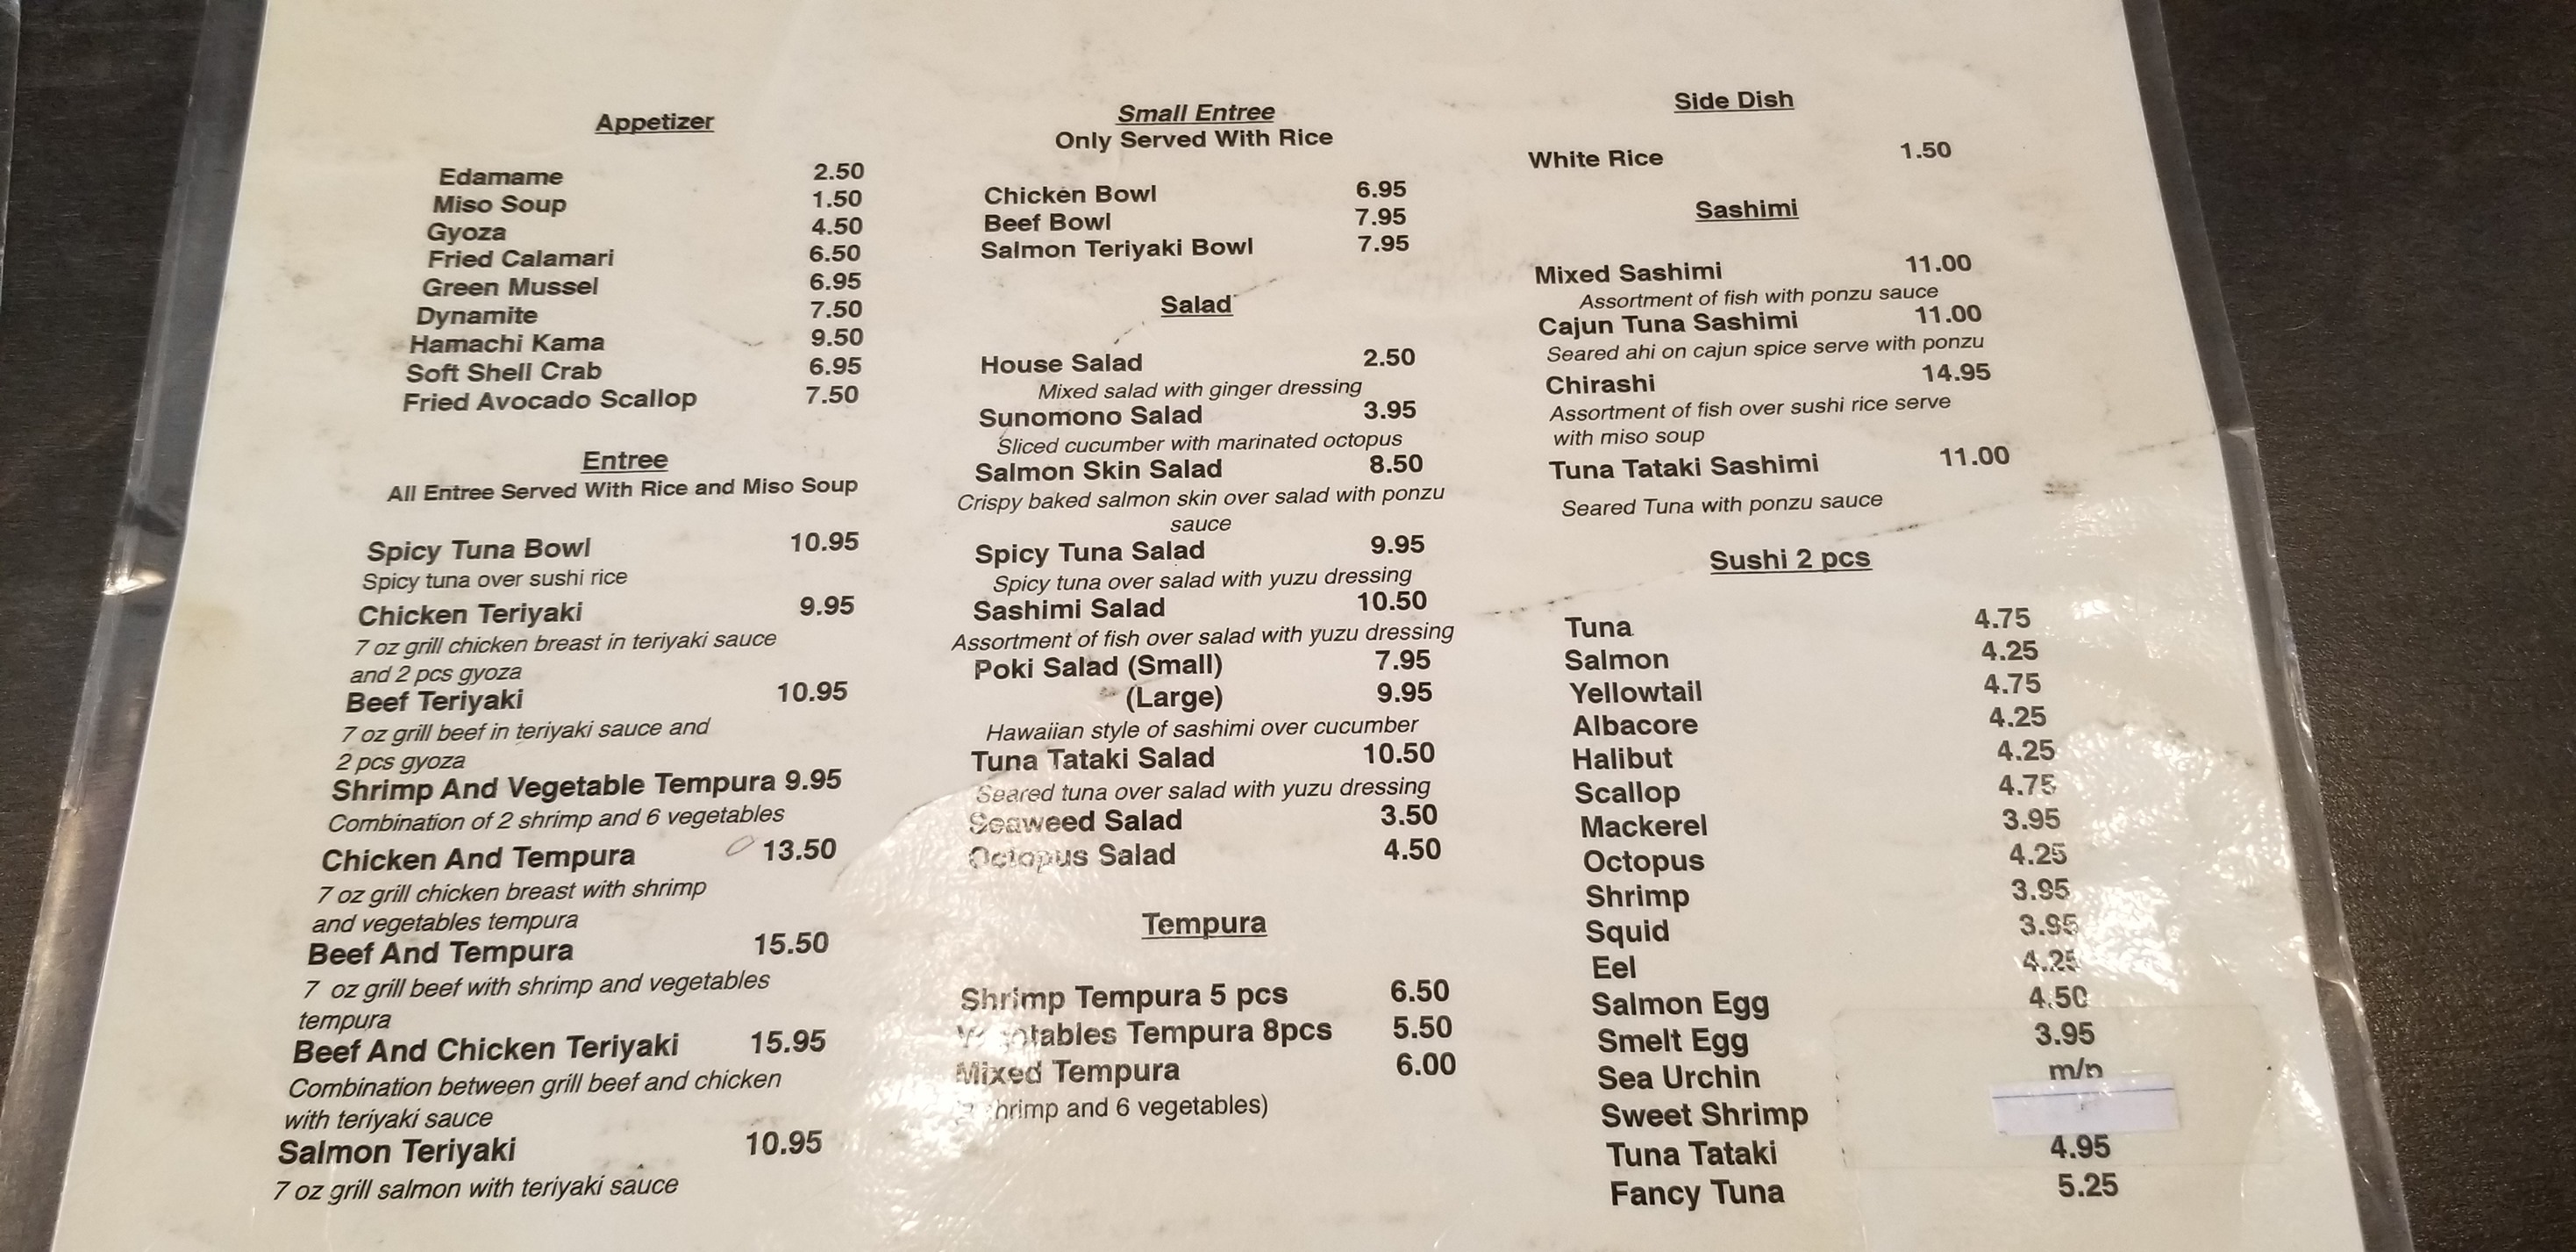 Appetizer
Edamame 2.50
Miso Soup 1.50
Gyoza 4.50
Fried Calamari 6.50
Green Mussel 6.95
Dynamite 7.50
Hamachi Kama 9.50
Soft Shell Crab 6.95
Fried Avocado Scallop 7.50
Entree
All Entree Served With Rice and Miso Soup
Spicy Tuna Bowl 10.95
Spicy tuna over sushi rice
Chicken Teriyaki 9.95
7 oz grill chicken breast in teriyaki sauce
and 2 pcs gyoza
Beef Teriyaki 10.95
7 oz grill beef in teriyaki sauce and
2 pcs gyoza
Shrimp And Vegetable Tempura 9.95
Combination of 2 shrimp and 6 vegetables
Chicken And Tempura 13.50
7 oz grill chicken breast with shrimp
and vegetables tempura
Beef And Tempura 15.50
7 oz grill beef with shrimp and vegetables
tempura
Beef And Chicken Teriyaki 15.95
Combination between grill beef and chicken
with teriyaki sauce
Salmon Teriyaki 10.95
7 oz grill salmon with teriyaki sauce
Small Entree
Only Served With Rice
Chicken Bowl 6.95
Beef Bowl 7.95
Salmon Teriyaki Bowl 7.95
Salad
House Salad 2.50
Mixed salad with ginger dressing
Sunomono Salad 3.95
Sliced cucumber with marinated octopus
Salmon Skin Salad 8.50
Crispy baked salmon skin over salad with ponzu
sauce
Spicy Tuna Salad 9.95
Spicy tuna over salad with yuzu dressing
Sashimi Salad 10.50
Assortment of fish over salad with yuzu dressing
Poki Salad (Small) 7.95
(Large) 9.95
Hawaiian style of sashimi over cucumber
Tuna Tataki Salad 10.50
Seared tuna over salad with yuzu dressing
Seaweed Salad 3.50
Octopus Salad 4.50
Tempura
Shrimp Tempura 5 pcs 6.50
Vegetables Tempura 8pcs 5.50
Mixed Tempura 6.00
shrimp and 6 vegetables)
Side Dish
White Rice 1.50
Sashimi
Mixed Sashimi 11.00
Assortment of fish with ponzu sauce
Cajun Tuna Sashimi 11.00
Seared ahi on cajun spice serve with ponzu
Chirashi 14.95
Assortment of fish over sushi rice serve
with miso soup
Tuna Tataki Sashimi 11.00
Seared Tuna with ponzu sauce
Sushi 2 pcs
Tuna 4.75
Salmon 4.25
Yellowtail 4.75
Albacore 4.25
Halibut 4.25
Scallop 4.75
Mackerel 3.95
Octopus 4.25
Shrimp 3.95
Squid 3.95
Eel 4.25
Salmon Egg 4.50
Smelt Egg 3.95
Sea Urchin m/p
Sweet Shrimp
Tuna Tataki 4.95
Fancy Tuna 5.25